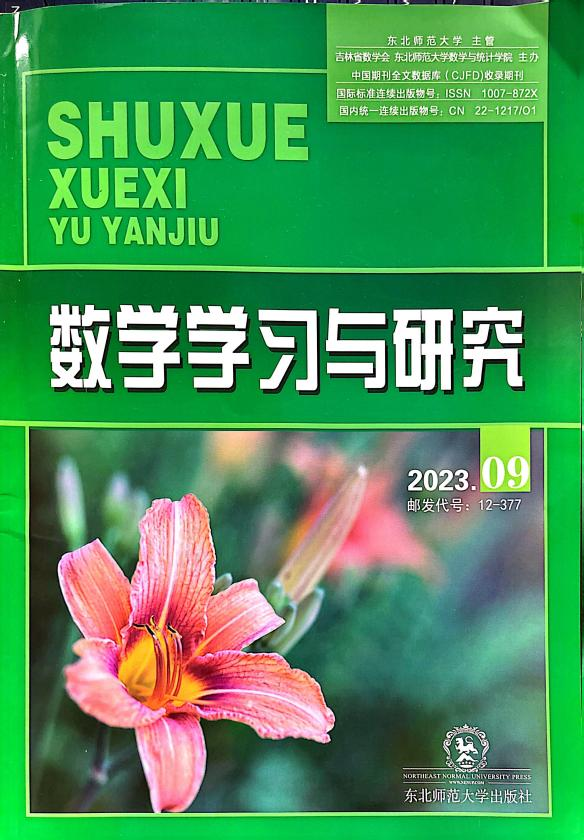 东北师范大学 主管
吉林省数学会 东北师范大学数学与统计学院 主办
中国期刊全文数据库（CJFD）收录期刊
国际标准连续出版物号：ISSN 1007-872X
国内统一连续出版物号：CN 22-1217/O1
SHUXUE
XUEXI
YU YANJIU
数学学习与研究
2023.09
邮发代号：12-377
NORTHEAST NORMAL UNIVERSITY PRESS
WWW.NENUP.COM
东北师范大学出版社